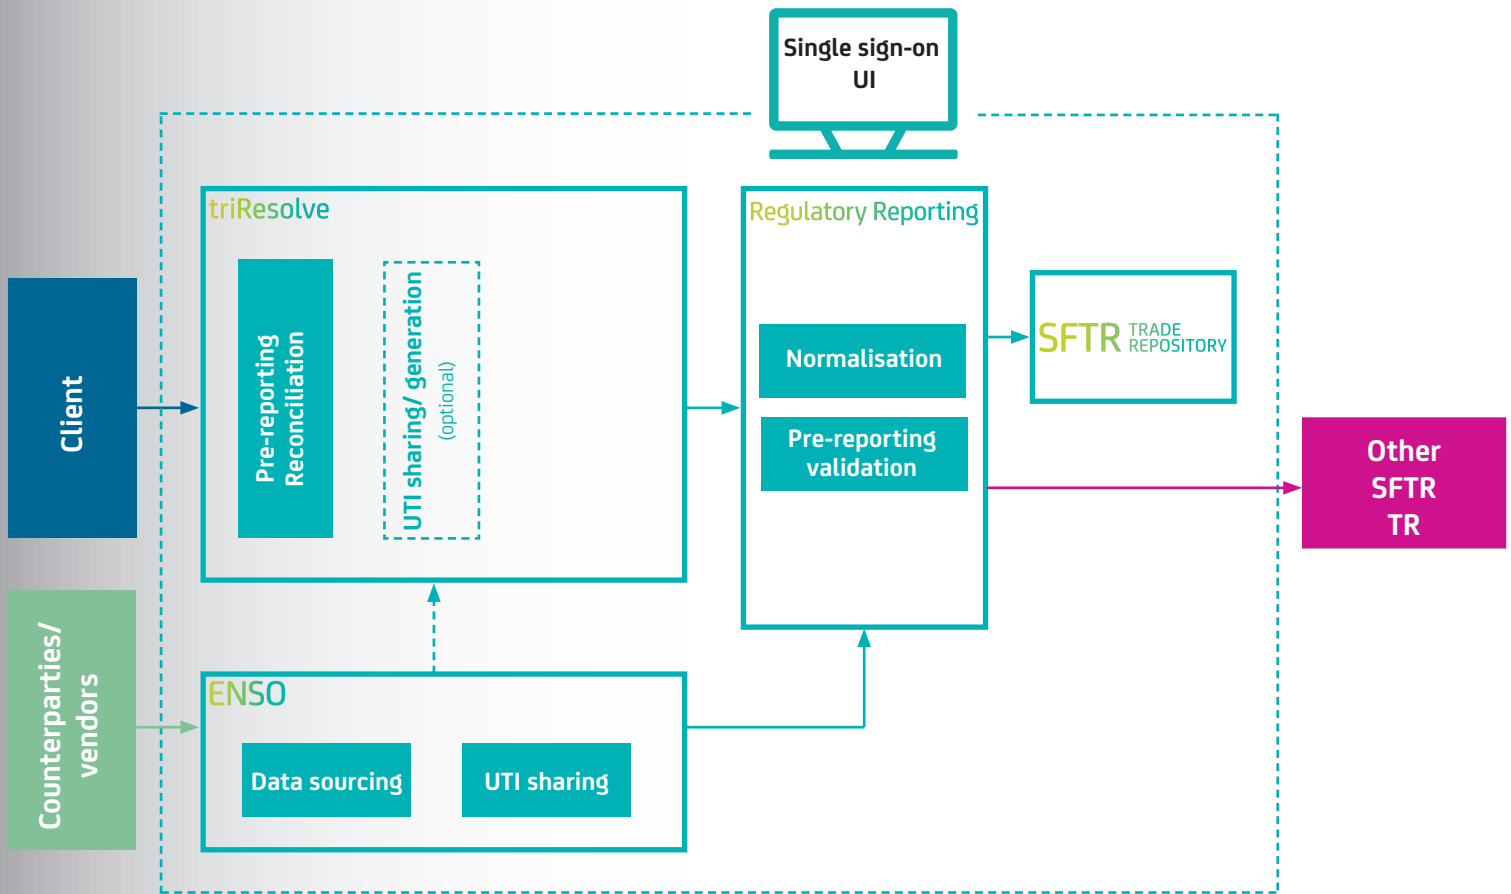 Single sign-on
UI
triResolve
Pre-reporting
Reconciliation
UTI sharing/ generation
(optional)
Regulatory Reporting
Normalisation
Pre-reporting
validation
SFTR TRADE
REPOSITORY
Client
Other
SFTR
TR
Counterparties/
vendors
ENSO
Data sourcing
UTI sharing